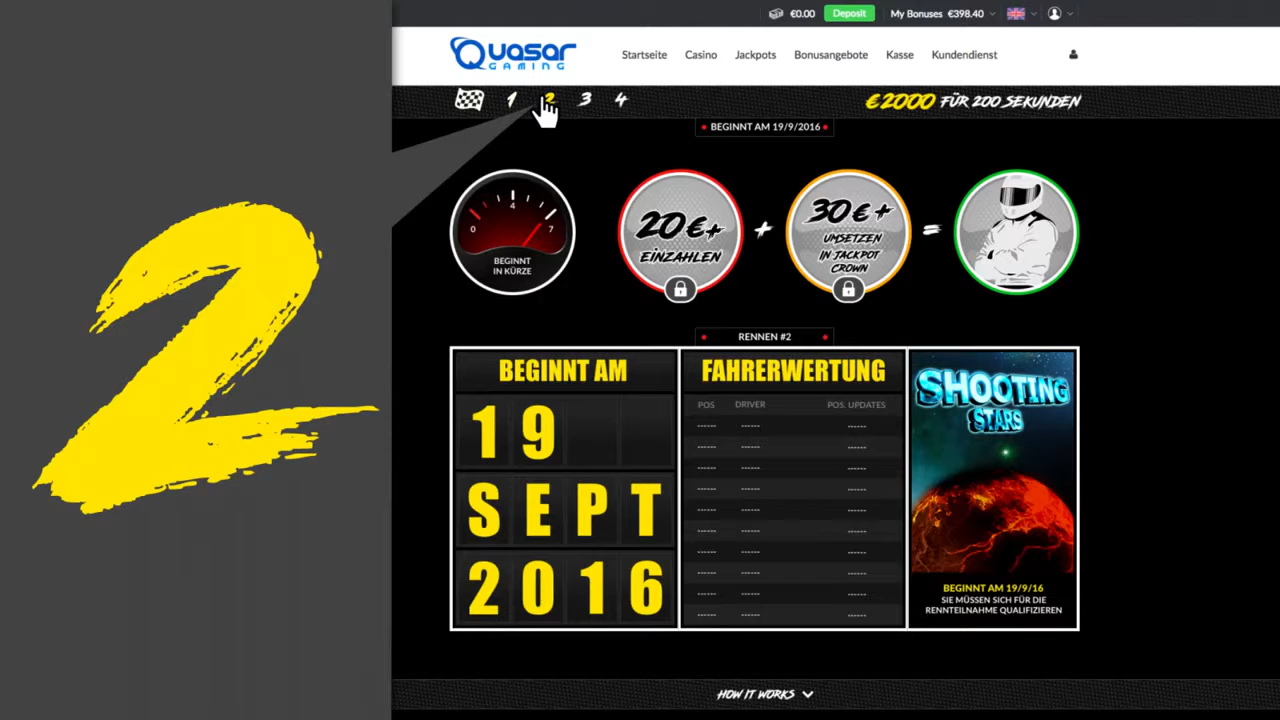 €0.00 Deposit My Bonuses €398.40
Quasar
GAMING
Startseite Casino Jackpots Bonusangebote Kasse Kundendienst
1 2 3 4
€2000 FÜR 200 SEKUNDEN
BEGINNT AM 19/9/2016
2
0 4 7
BEGINNT
IN KÜRZE
20€+
EINZAHLEN
+
30€+
UMSETZEN
IN JACKPOT
CROWN
=
RENNEN #2
BEGINNT AM
19
SEPT
2016
FAHRERWERTUNG
POS DRIVER POS. UPDATES
------ ------ ------
------ ------ ------
------ ------ ------
------ ------ ------
------ ------ ------
------ ------ ------
------ ------ ------
------ ------ ------
------ ------ ------
------ ------ ------
SHOOTING
STARS
BEGINNT AM 19/9/16
SIE MÜSSEN SICH FÜR DIE
RENNTEILNAHME QUALIFIZIEREN
HOW IT WORKS